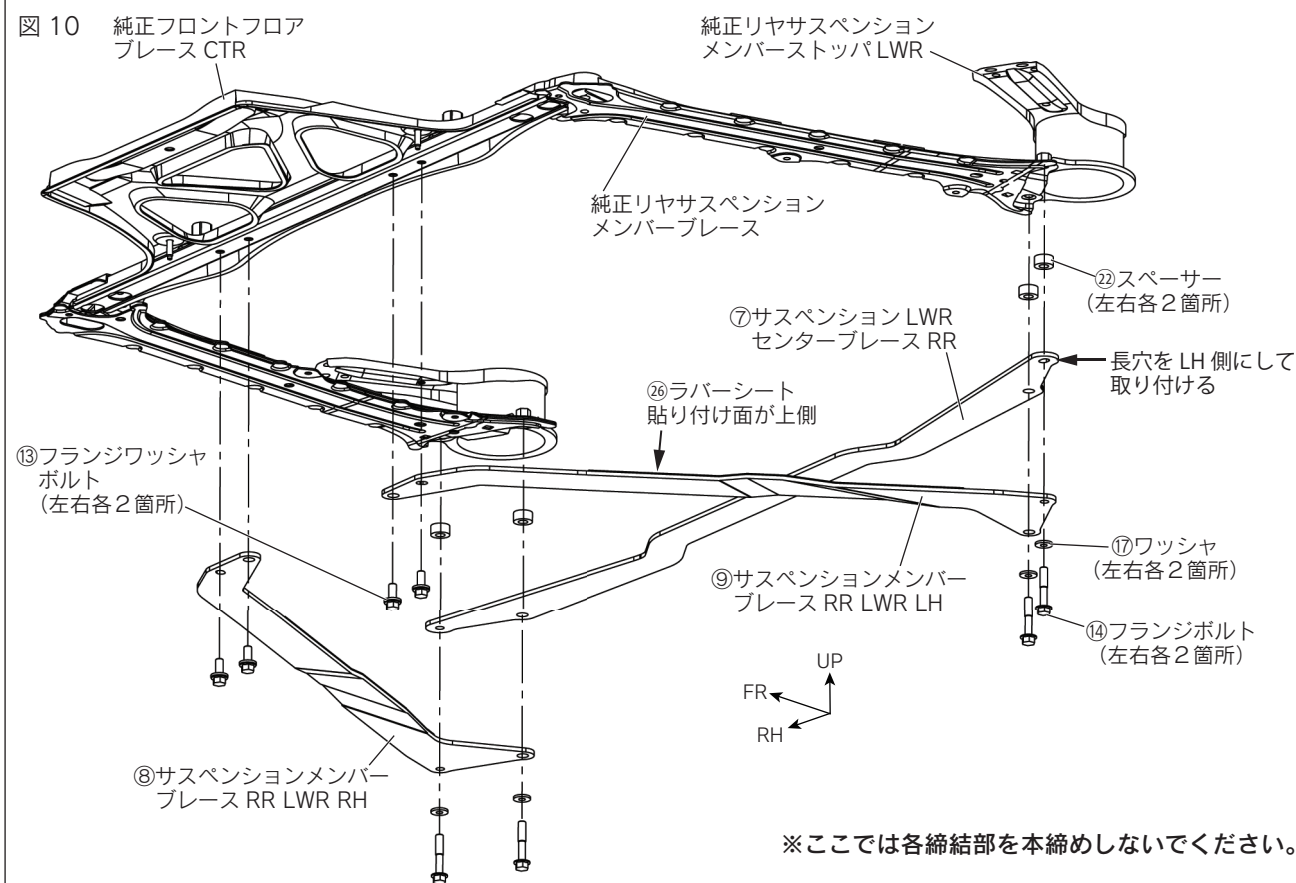 図 10
純正フロントフロア
ブレース CTR
純正リヤサスペンション
メンバーストッパ LWR
純正リヤサスペンション
メンバーブレース
㉒スペーサー
(左右各２箇所)
⑦サスペンション LWR
センターブレース RR
長穴を LH 側にして
取り付ける
㉖ラバーシート
貼り付け面が上側
⑬フランジワッシャ
ボルト
(左右各２箇所)
⑰ワッシャ
(左右各２箇所)
⑨サスペンションメンバー
ブレース RR LWR LH
⑭フランジボルト
(左右各２箇所)
UP
FR
RH
⑧サスペンションメンバー
ブレース RR LWR RH
※ここでは各締結部を本締めしないでください。